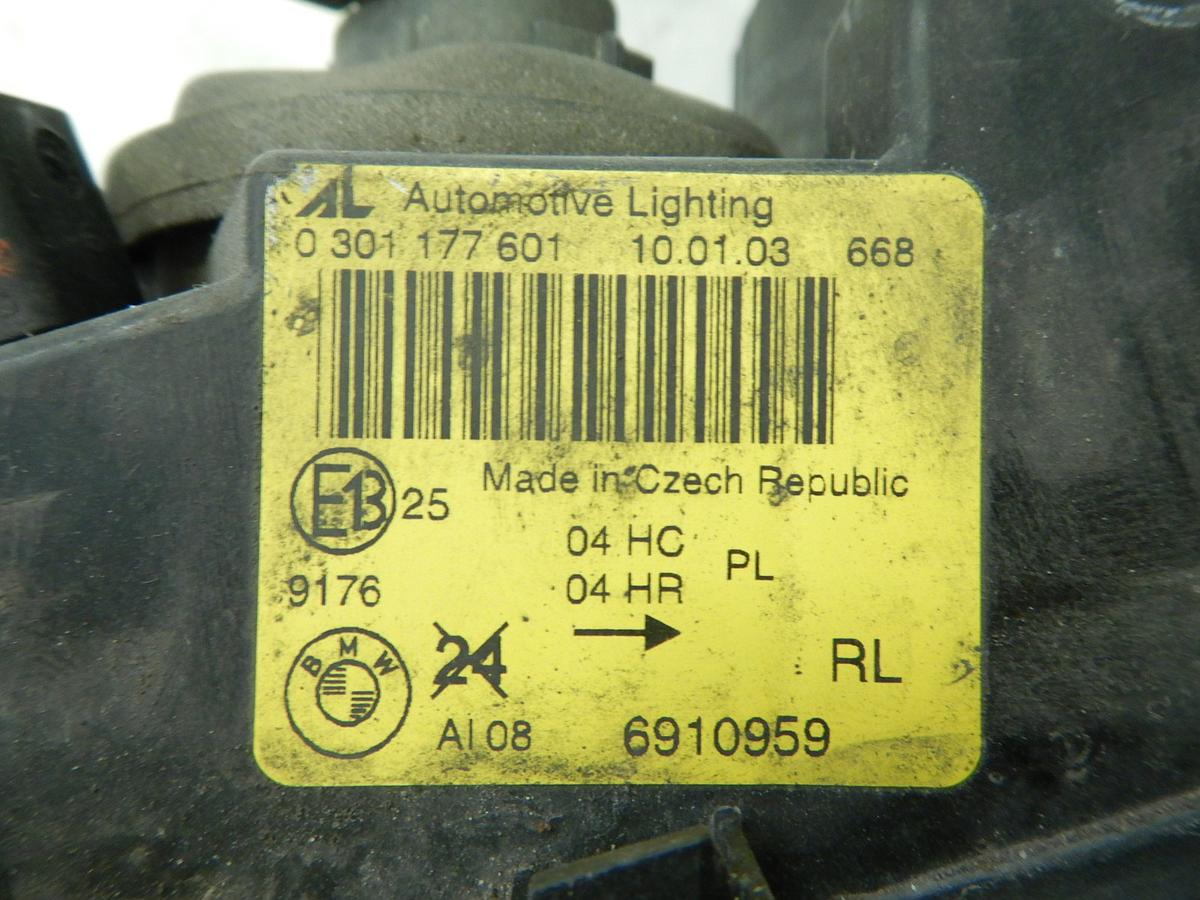 AL Automotive Lighting
0 301 177 601 10.01.03 668
Made in Czech Republic
E13 25
04 HC
PL
9176
04 HR
BMW
24
RL
Al 08
6910959